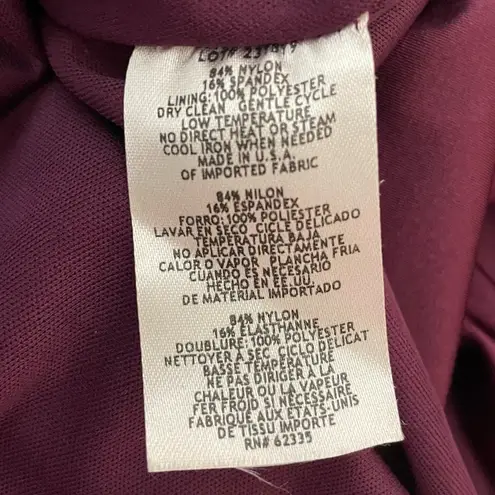 LOT# 237819
84% NYLON
16% SPANDEX
LINING: 100% POLYESTER
DRY CLEAN GENTLE CYCLE
LOW TEMPERATURE
NO DIRECT HEAT OR STEAM
COOL IRON WHEN NEEDED
MADE IN U.S.A.
OF IMPORTED FABRIC
84% NILON
16% ESPANDEX
FORRO: 100% POLIESTER
LAVAR EN SECO CICLE DELICADO
TEMPERATURA BAJA
NO APLICAR DIRECTAMENTE
CALOR O VAPOR PLANCHA FRIA
CUANDO ES NECESARIO
HECHO EN EE.UU.
DE MATERIAL IMPORTADO
84% NYLON
16% ELASTHANNE
DOUBLURE: 100% POLYESTER
NETTOYER A SEC CICLO DELICAT
BASSE TEMPERATURE
NE PAS DIRIGER A LA
CHALEUR OU LA VAPEUR
FER FROID SI NECESSAIRE
FABRIQUE AUX ETATS-UNIS
DE TISSU IMPORTE
RN# 62335